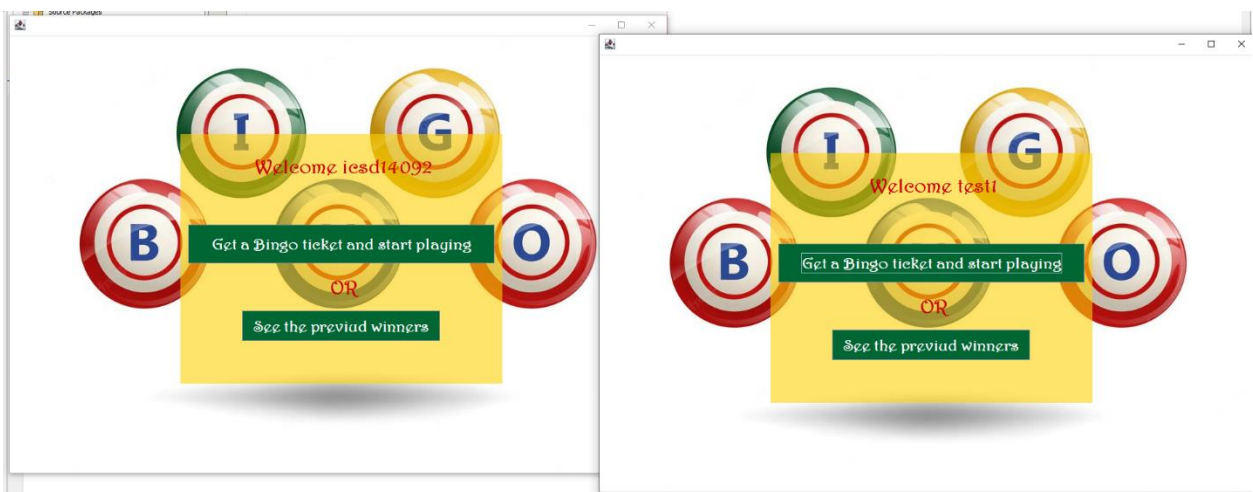 Source Packages
I G
Welcome icsd14092
B O
Get a Bingo ticket and start playing
OR
See the previud winners
I G
Welcome test1
B O
Get a Bingo ticket and start playing
OR
See the previud winners